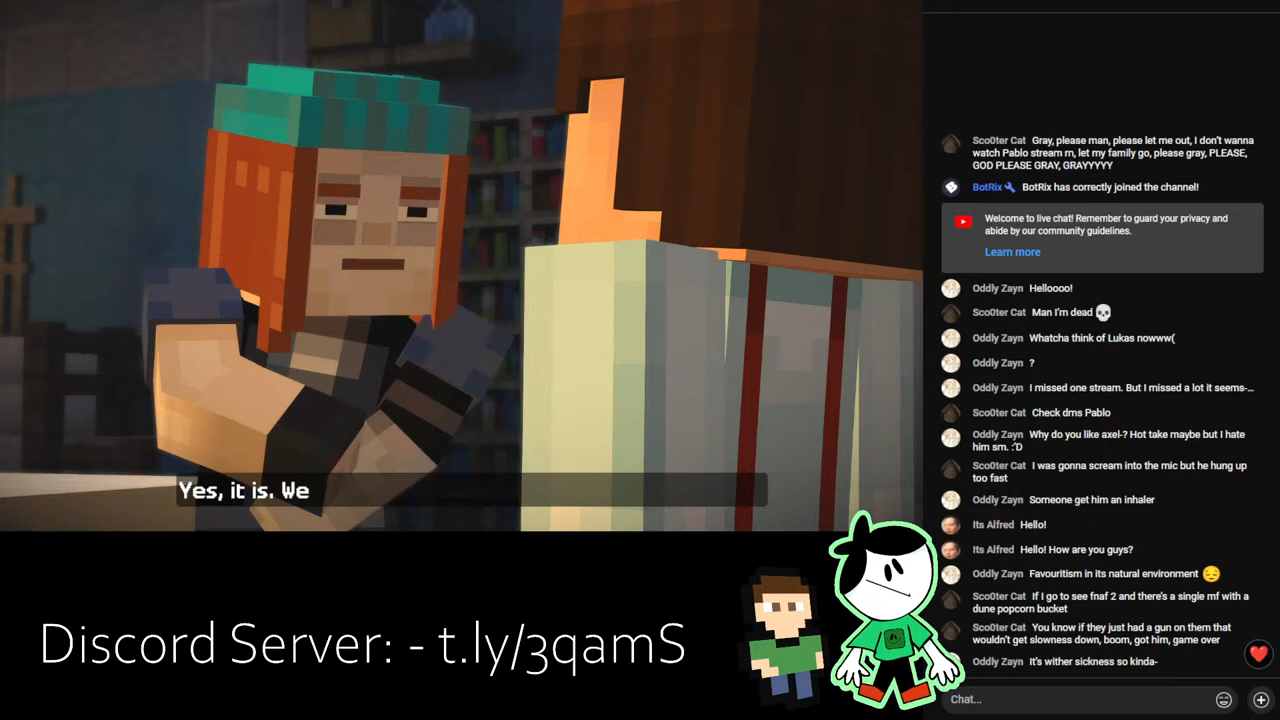 Sco0ter Cat Gray, please man, please let me out, I don't wanna
watch Pablo stream rn, let my family go, please gray, PLEASE,
GOD PLEASE GRAY, GRAYYYYY
BotRix BotRix has correctly joined the channel!
Welcome to live chat! Remember to guard your privacy and
abide by our community guidelines.
Learn more
Oddly Zayn Helloooo!
Sco0ter Cat Man I'm dead
Oddly Zayn Whatcha think of Lukas nowww(
Oddly Zayn ?
Oddly Zayn I missed one stream. But I missed a lot it seems-...
Sco0ter Cat Check dms Pablo
Oddly Zayn Why do you like axel-? Hot take maybe but I hate
him sm. :'D
Sco0ter Cat I was gonna scream into the mic but he hung up
too fast
Oddly Zayn Someone get him an inhaler
Its Alfred Hello!
Its Alfred Hello! How are you guys?
Oddly Zayn Favouritism in its natural environment
Sco0ter Cat If I go to see fnaf 2 and there's a single mf with a
dune popcorn bucket
Sco0ter Cat You know if they just had a gun on them that
wouldn't get slowness down, boom, got him, game over
Oddly Zayn It's wither sickness so kinda-
Chat...
Yes, it is. We
Discord Server: - t.ly/3qamS